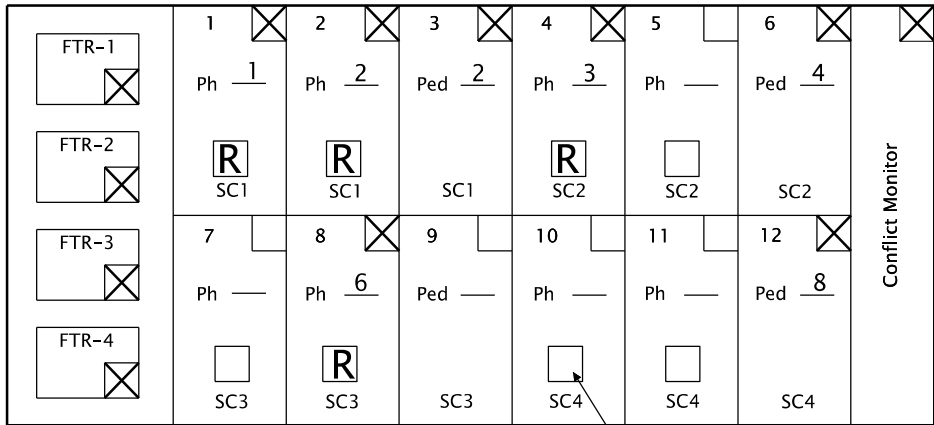 FTR-1
FTR-2
FTR-3
FTR-4
1
Ph 1
R
SC1
2
Ph 2
R
SC1
3
Ped 2
SC1
4
Ph 3
R
SC2
5
Ph
SC2
6
Ped 4
SC2
7
Ph
SC3
8
Ph 6
R
SC3
9
Ped
SC3
10
Ph
SC4
11
Ph
SC4
12
Ped 8
SC4
Conflict Monitor